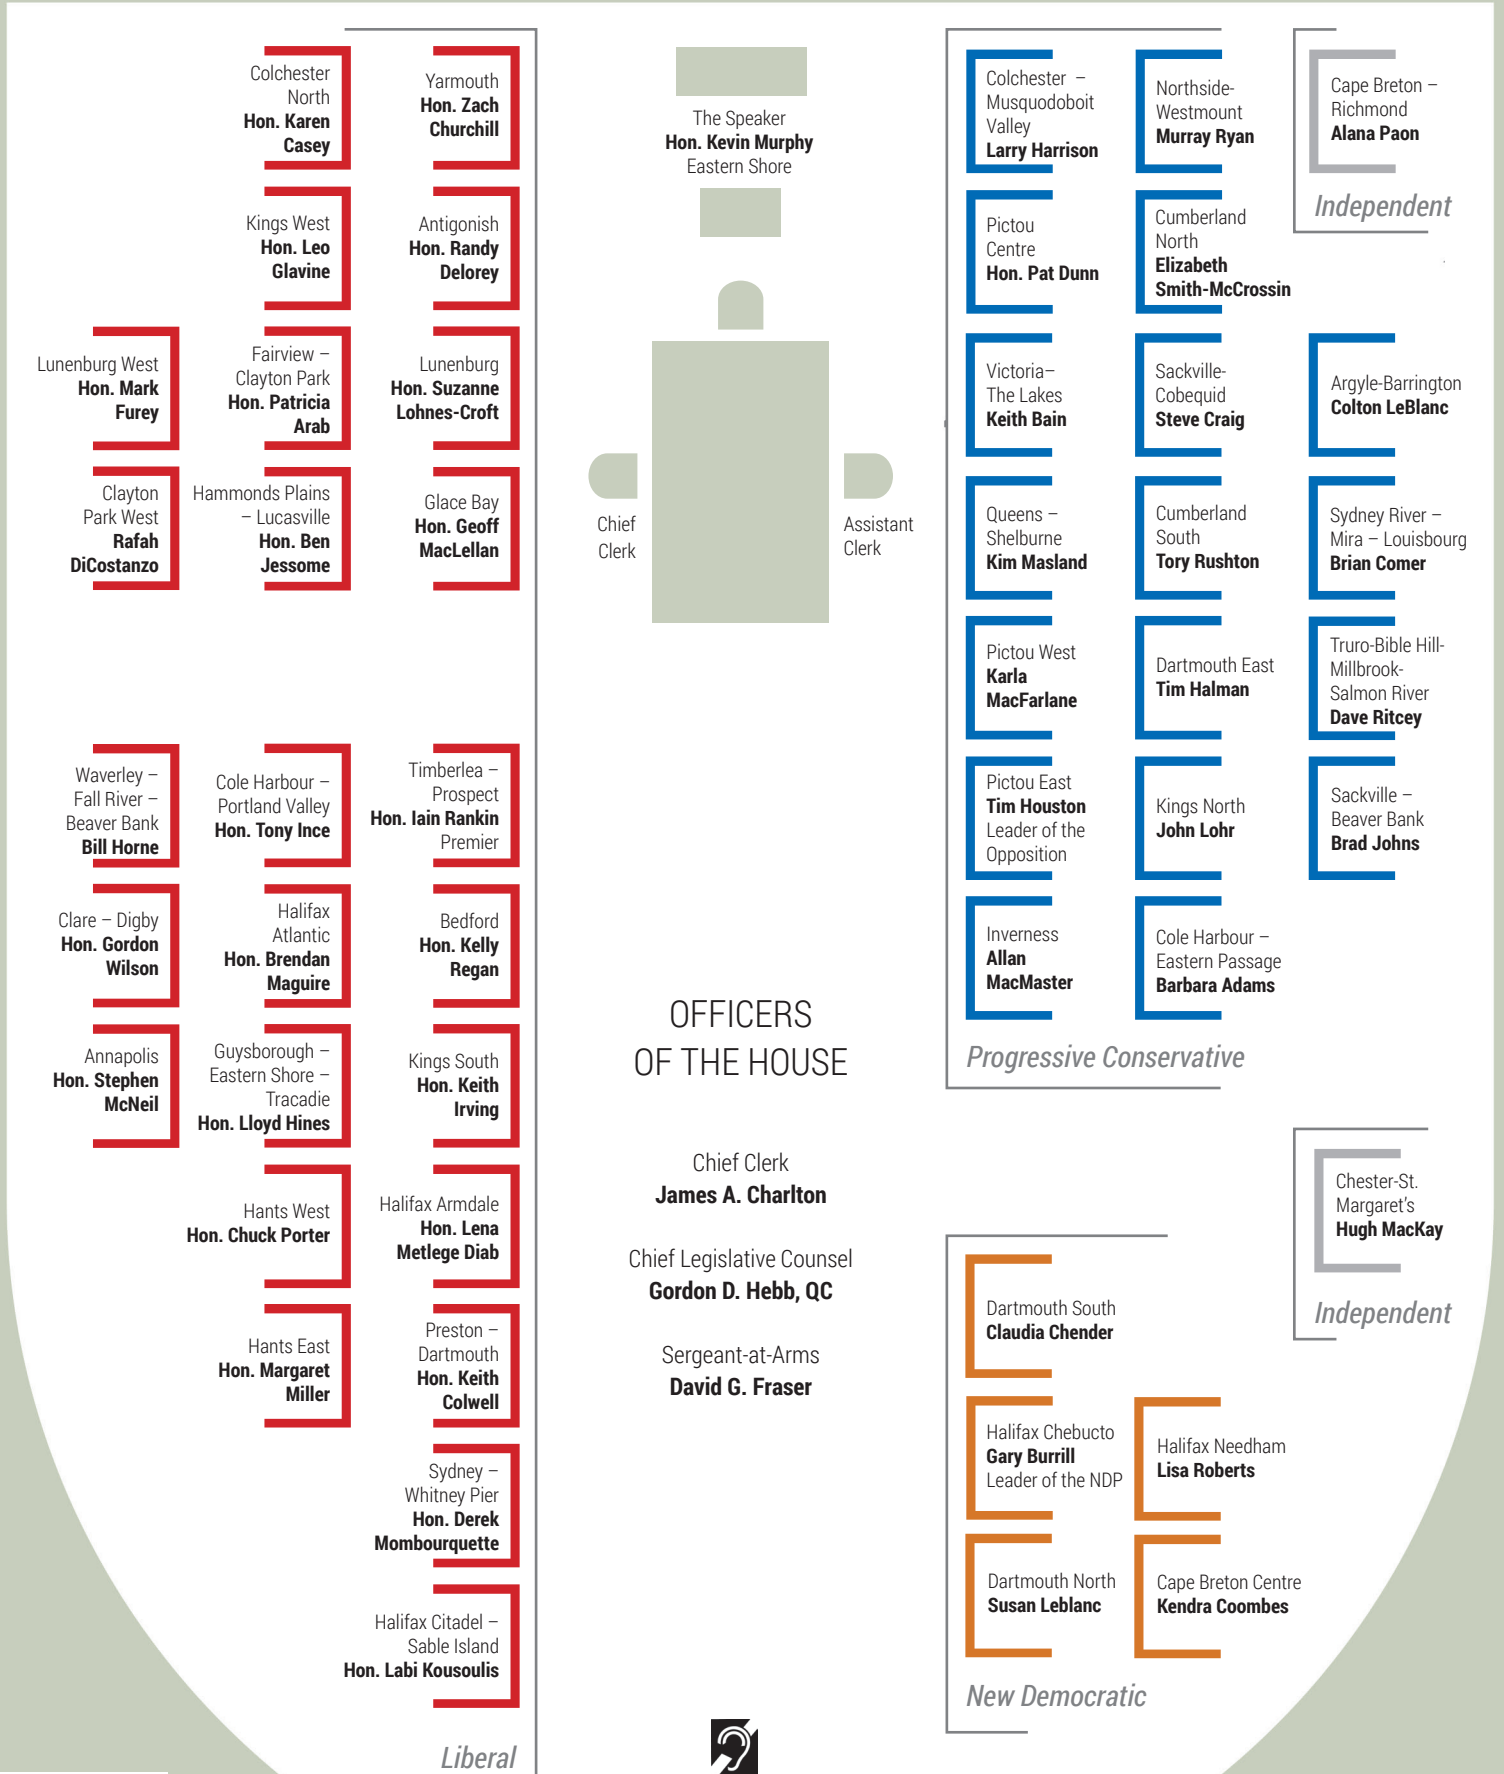 Colchester
North
Hon. Karen
Casey
Yarmouth
Hon. Zach
Churchill
Kings West
Hon. Leo
Glavine
Antigonish
Hon. Randy
Delorey
Lunenburg West
Hon. Mark
Furey
Fairview –
Clayton Park
Hon. Patricia
Arab
Lunenburg
Hon. Suzanne
Lohnes-Croft
Clayton
Park West
Rafah
DiCostanzo
Hammonds Plains
– Lucasville
Hon. Ben
Jessome
Glace Bay
Hon. Geoff
MacLellan
Waverley –
Fall River –
Beaver Bank
Bill Horne
Cole Harbour –
Portland Valley
Hon. Tony Ince
Timberlea –
Prospect
Hon. Iain Rankin
Premier
Clare – Digby
Hon. Gordon
Wilson
Halifax
Atlantic
Hon. Brendan
Maguire
Bedford
Hon. Kelly
Regan
Annapolis
Hon. Stephen
McNeil
Guysborough –
Eastern Shore –
Tracadie
Hon. Lloyd Hines
Kings South
Hon. Keith
Irving
Hants West
Hon. Chuck Porter
Halifax Armdale
Hon. Lena
Metlege Diab
Hants East
Hon. Margaret
Miller
Preston –
Dartmouth
Hon. Keith
Colwell
Sydney –
Whitney Pier
Hon. Derek
Mombourquette
Halifax Citadel –
Sable Island
Hon. Labi Kousoulis
Liberal
The Speaker
Hon. Kevin Murphy
Eastern Shore
Chief
Clerk
Assistant
Clerk
OFFICERS
OF THE HOUSE
Chief Clerk
James A. Charlton
Chief Legislative Counsel
Gordon D. Hebb, QC
Sergeant-at-Arms
David G. Fraser
Colchester –
Musquodoboit
Valley
Larry Harrison
Northside-
Westmount
Murray Ryan
Cape Breton –
Richmond
Alana Paon
Independent
Pictou
Centre
Hon. Pat Dunn
Cumberland
North
Elizabeth
Smith-McCrossin
Victoria–
The Lakes
Keith Bain
Sackville-
Cobequid
Steve Craig
Argyle-Barrington
Colton LeBlanc
Queens –
Shelburne
Kim Masland
Cumberland
South
Tory Rushton
Sydney River –
Mira – Louisbourg
Brian Comer
Pictou West
Karla
MacFarlane
Dartmouth East
Tim Halman
Truro-Bible Hill-
Millbrook-
Salmon River
Dave Ritcey
Pictou East
Tim Houston
Leader of the
Opposition
Kings North
John Lohr
Sackville –
Beaver Bank
Brad Johns
Inverness
Allan
MacMaster
Cole Harbour –
Eastern Passage
Barbara Adams
Progressive Conservative
Chester-St.
Margaret's
Hugh MacKay
Independent
Dartmouth South
Claudia Chender
Halifax Chebucto
Gary Burrill
Leader of the NDP
Halifax Needham
Lisa Roberts
Dartmouth North
Susan Leblanc
Cape Breton Centre
Kendra Coombes
New Democratic